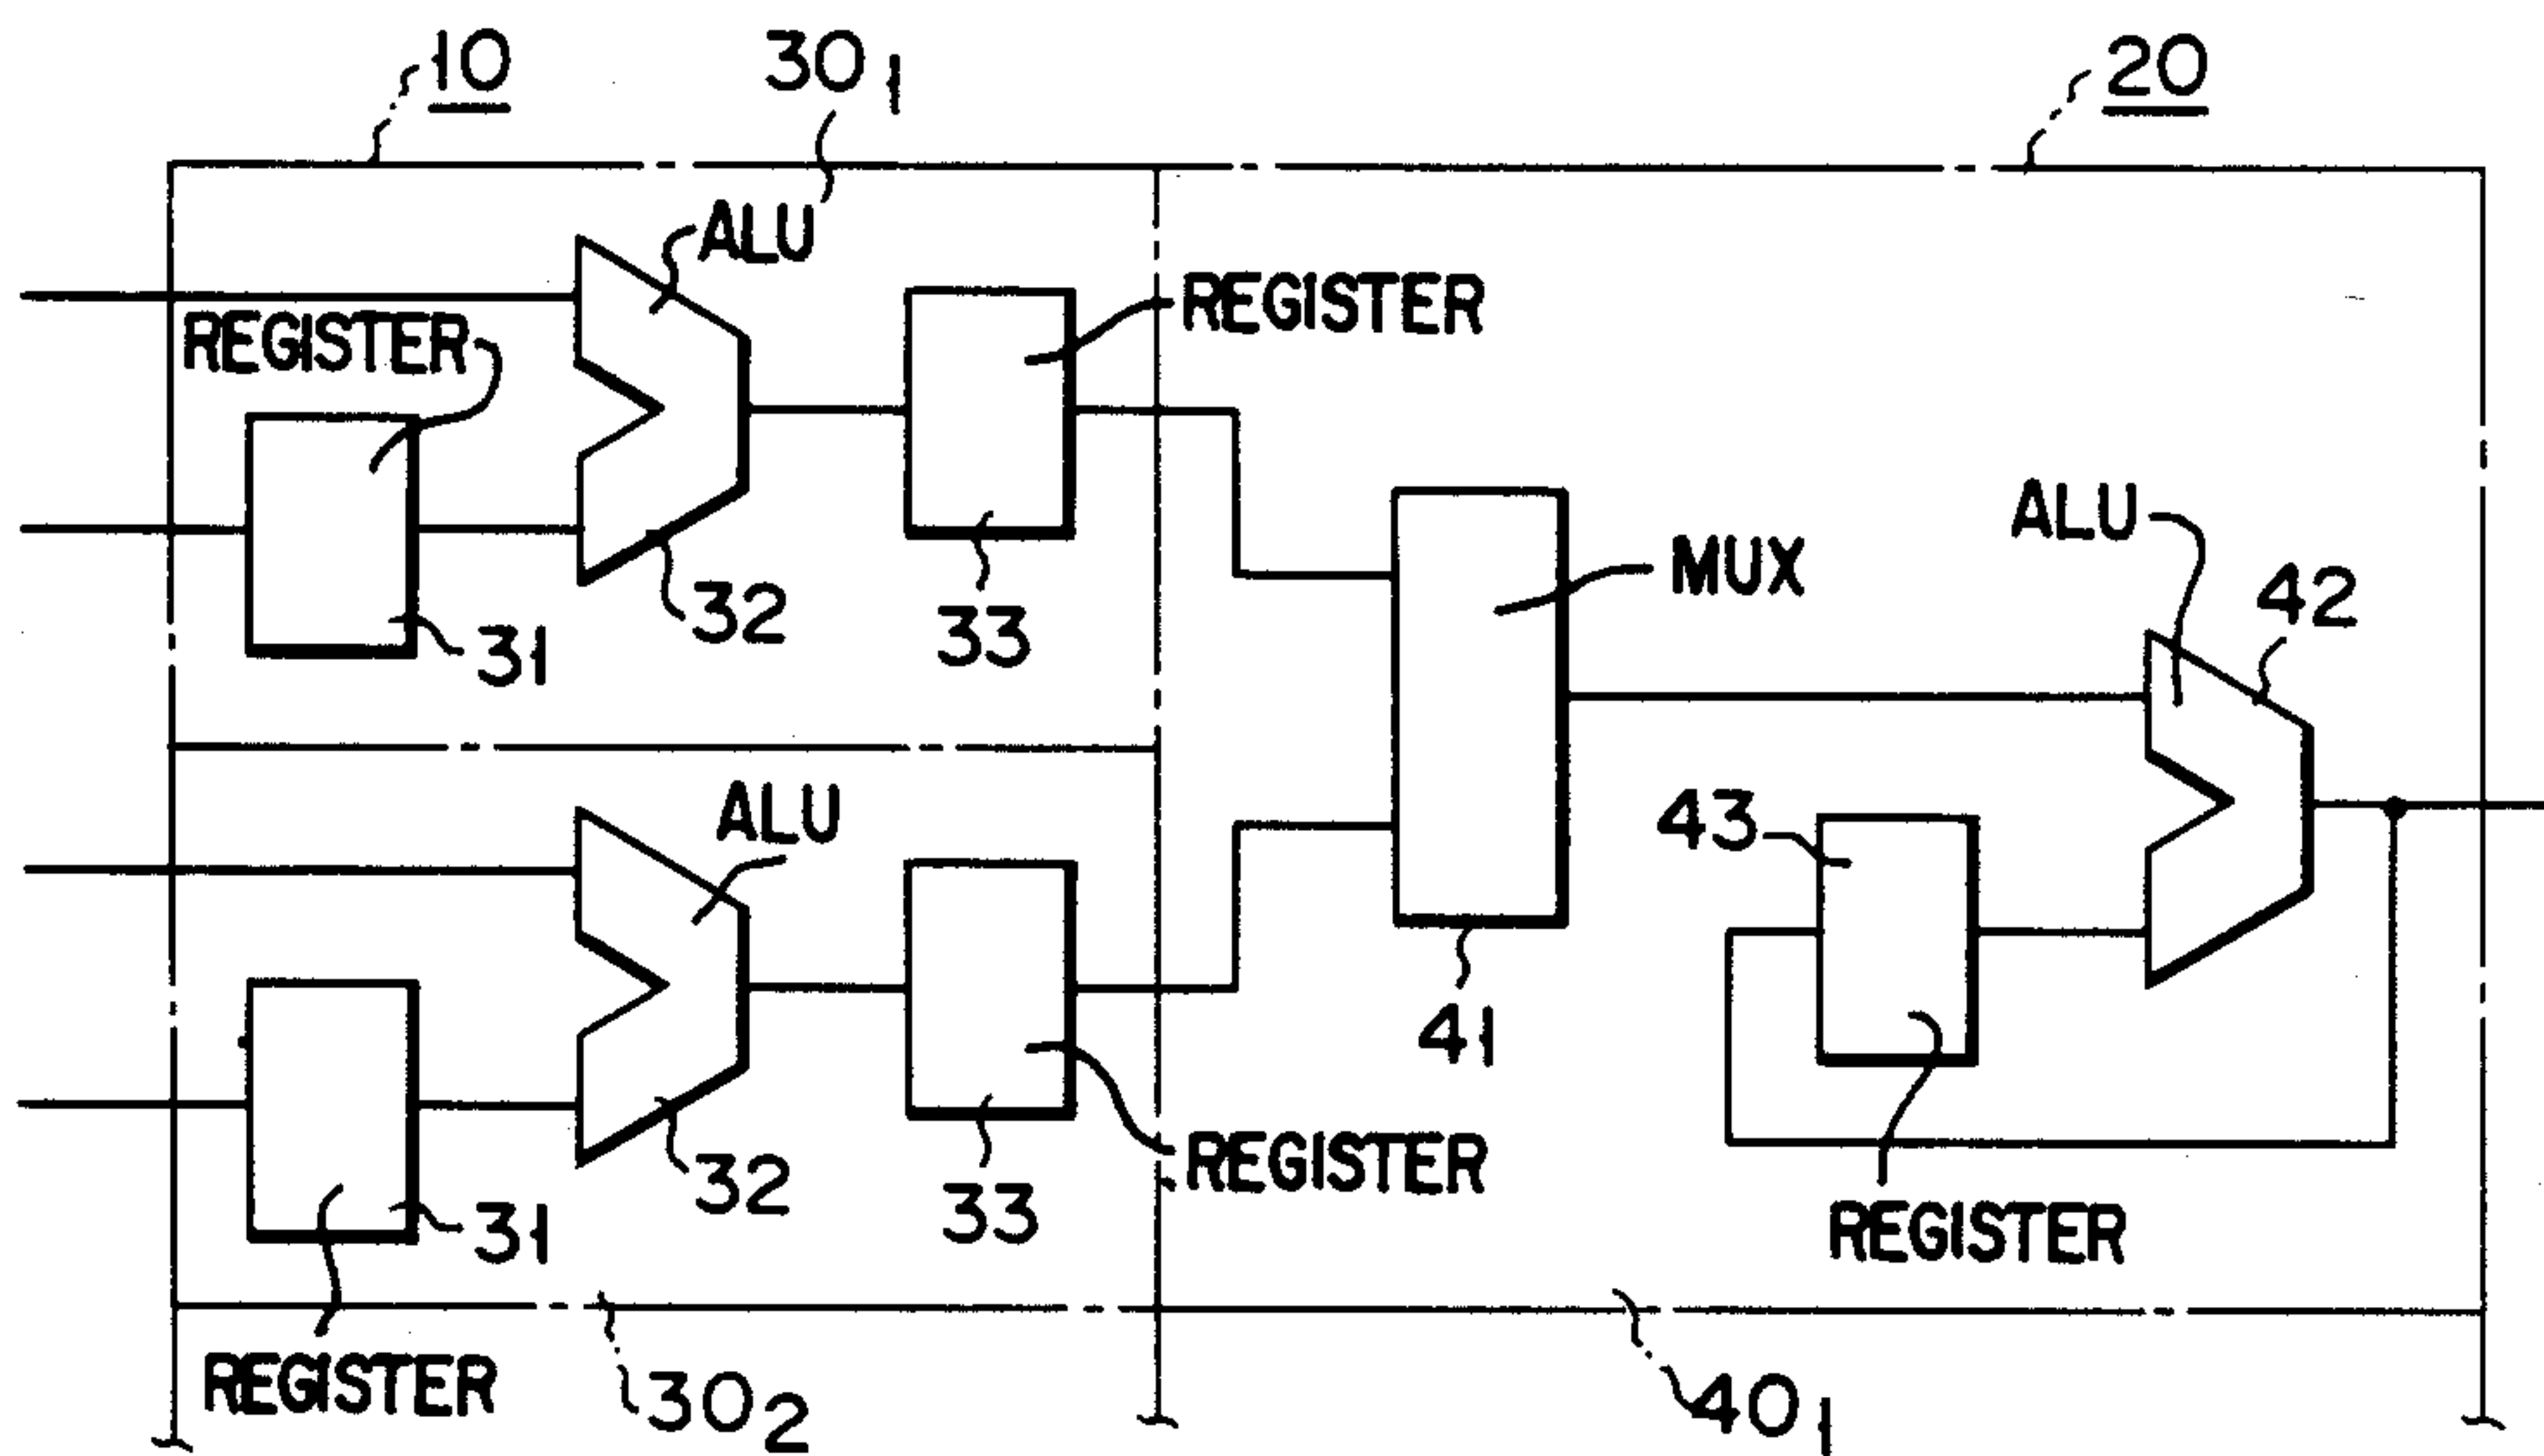 10
30₁
20
ALU
REGISTER
REGISTER
ALU
MUX
42
32
33
31
ALU
43
41
32
33
REGISTER
31
REGISTER
REGISTER
30₂
40₁